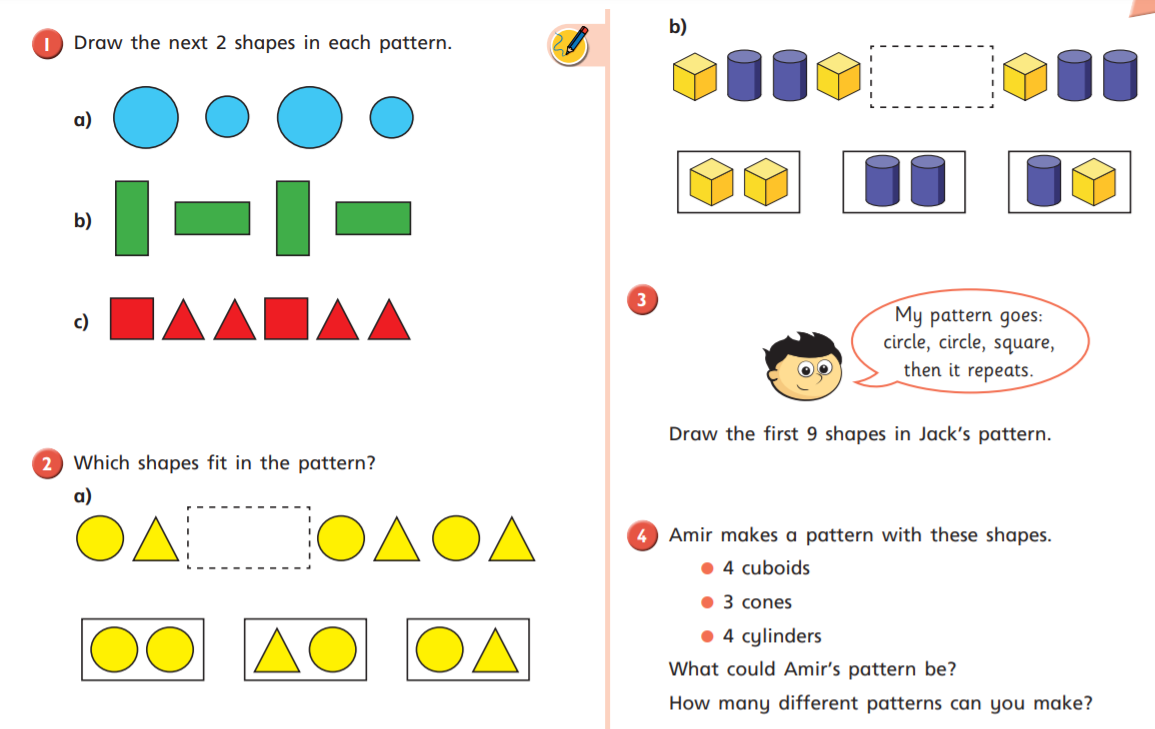 1 Draw the next 2 shapes in each pattern.
a)
b)
c)
2 Which shapes fit in the pattern?
a)
b)
3
My pattern goes:
circle, circle, square,
then it repeats.
Draw the first 9 shapes in Jack's pattern.
4 Amir makes a pattern with these shapes.
● 4 cuboids
● 3 cones
● 4 cylinders
What could Amir's pattern be?
How many different patterns can you make?